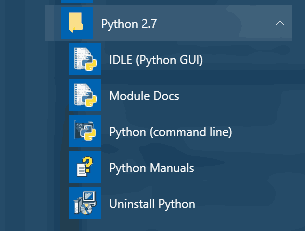 Python 2.7
IDLE (Python GUI)
Module Docs
Python (command line)
Python Manuals
Uninstall Python